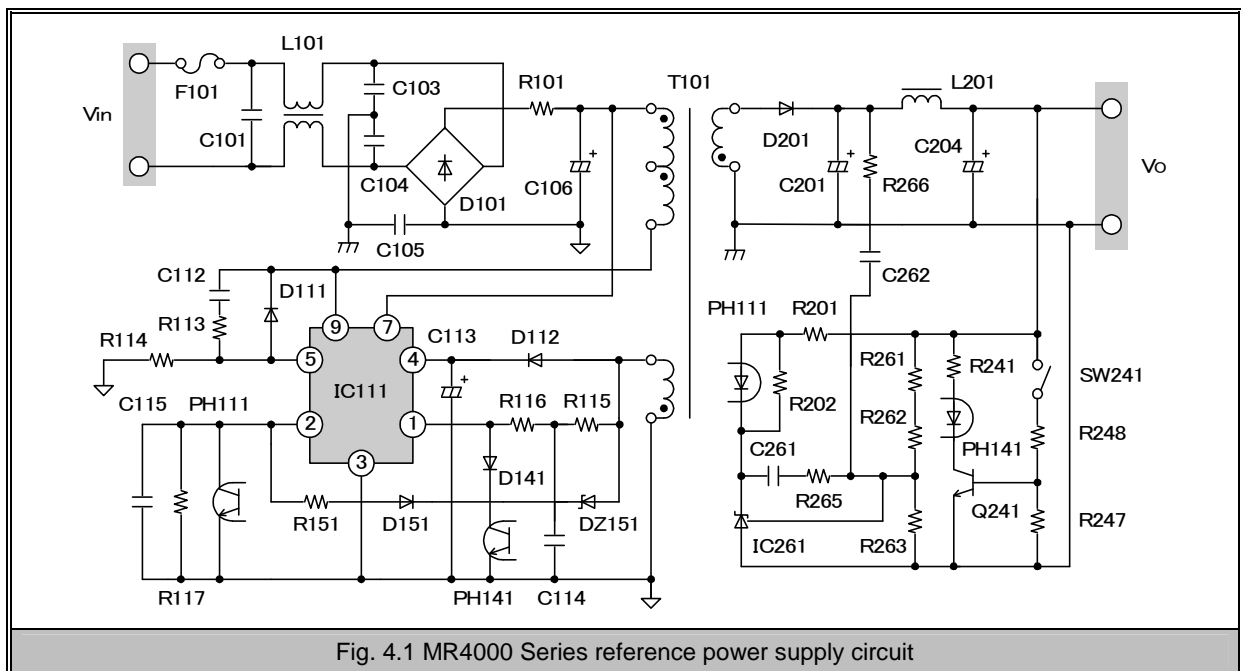 L101
F101
C103
R101
T101
L201
Vin
C101
C104
D101
C106
D201
C201
R266
C204
Vo
C105
C262
C112
D111
R113
R114
9
7
5
4
IC111
2
1
3
C113
D112
PH111
R201
R261
R241
SW241
C115
PH111
R116
R115
R202
R262
R248
D141
C261
PH141
R265
R151
D151
DZ151
Q241
R247
IC261
R263
R117
PH141
C114
Fig. 4.1 MR4000 Series reference power supply circuit